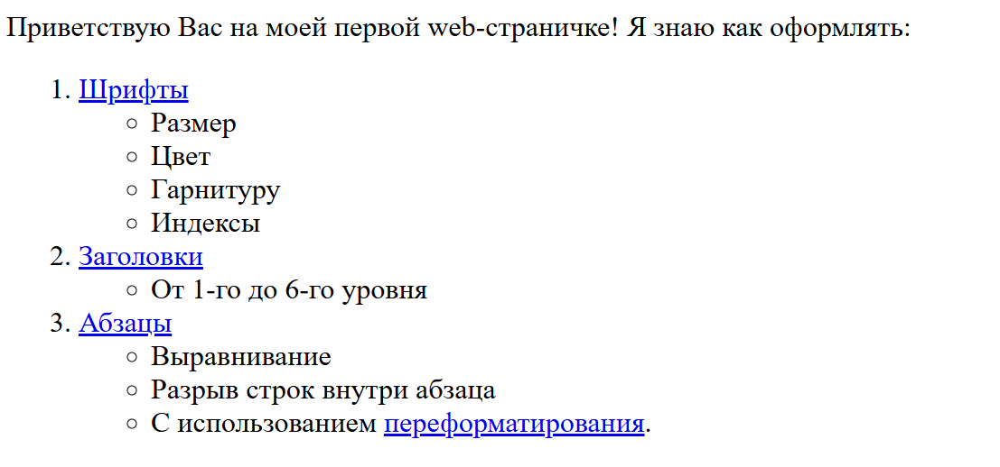 Приветствую Вас на моей первой web-страничке! Я знаю как оформлять:
1. Шрифты
Размер
Цвет
Гарнитуру
Индексы
2. Заголовки
От 1-го до 6-го уровня
3. Абзацы
Выравнивание
Разрыв строк внутри абзаца
С использованием переформатирования.